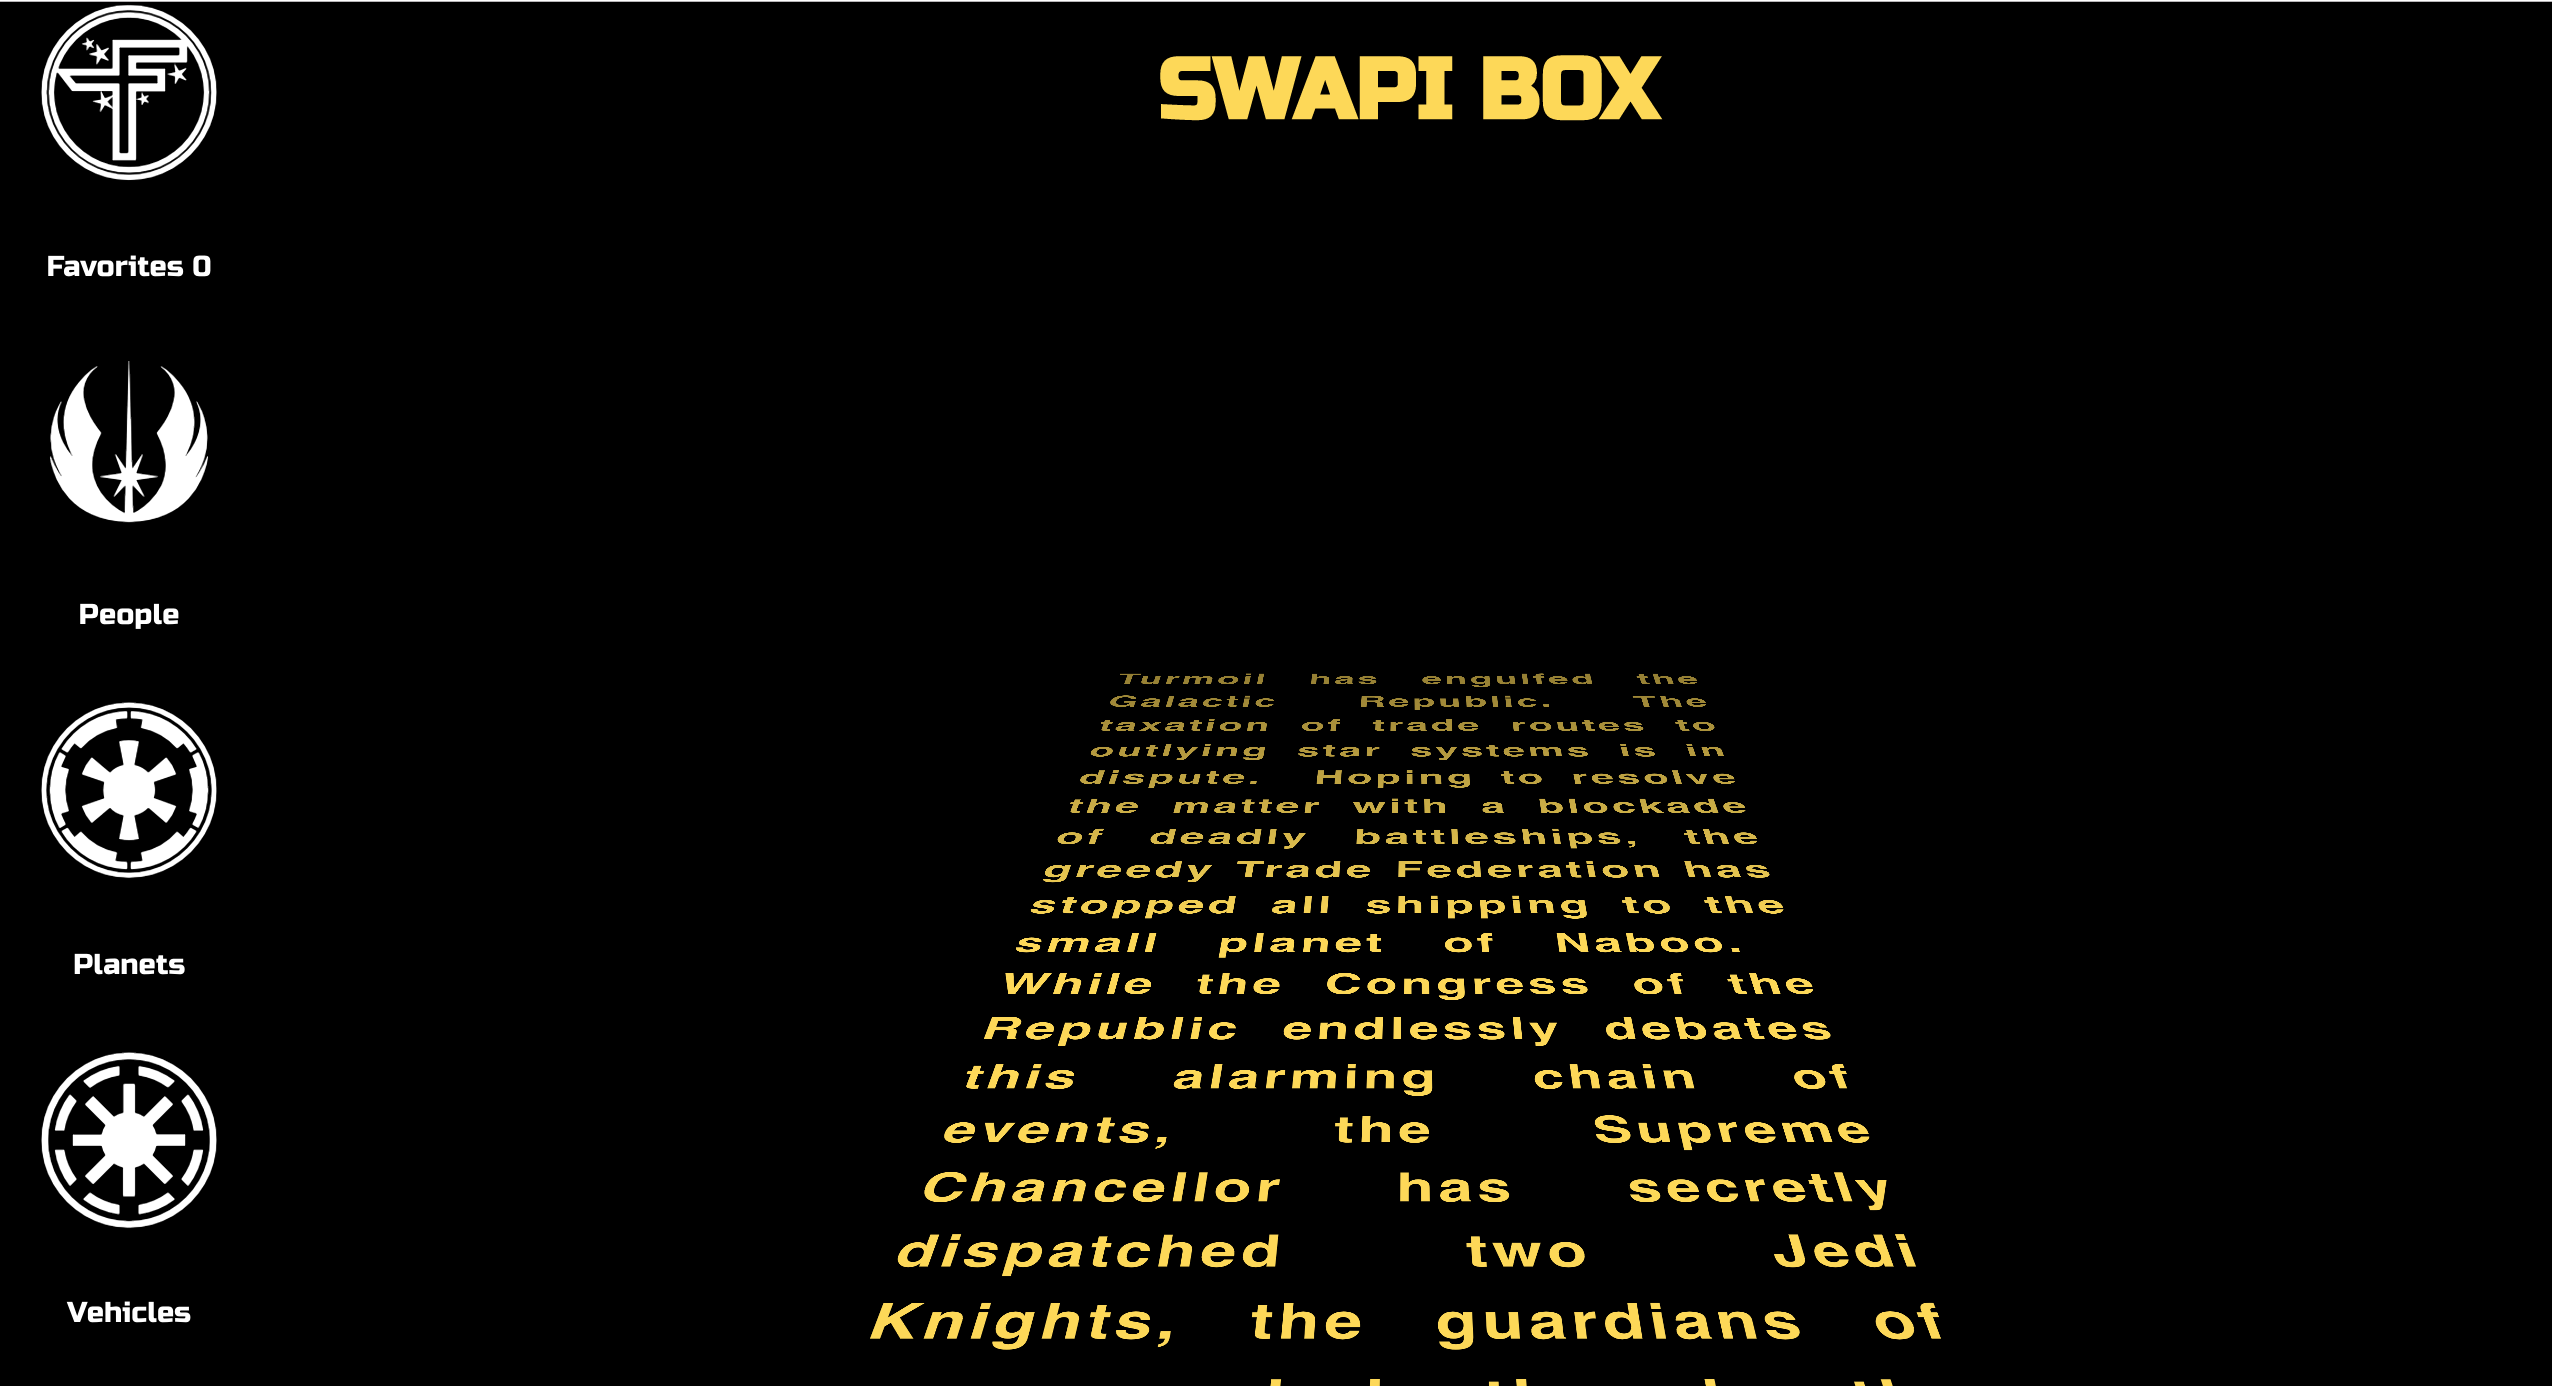 SWAPI BOX
Favorites 0
People
Planets
Vehicles
Turmoil has engulfed the
Galactic Republic. The
taxation of trade routes to
outlying star systems is in
dispute. Hoping to resolve
the matter with a blockade
of deadly battleships, the
greedy Trade Federation has
stopped all shipping to the
small planet of Naboo.
While the Congress of the
Republic endlessly debates
this alarming chain of
events, the Supreme
Chancellor has secretly
dispatched two Jedi
Knights, the guardians of